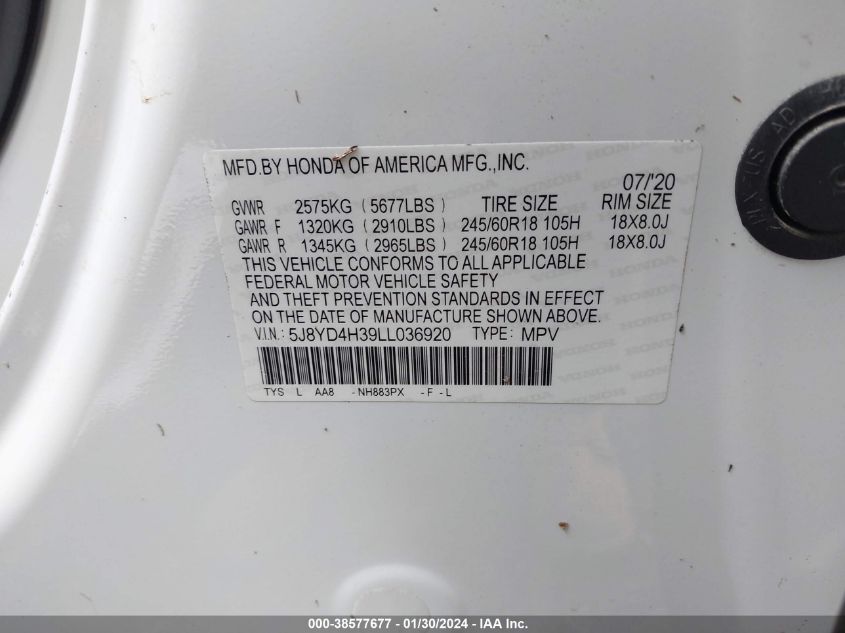 MFD.BY HONDA OF AMERICA MFG.,INC.
07/'20
GVWR 2575KG (5677LBS) TIRE SIZE RIM SIZE
GAWR F 1320KG (2910LBS) 245/60R18 105H 18X8.0J
GAWR R 1345KG (2965LBS) 245/60R18 105H 18X8.0J
THIS VEHICLE CONFORMS TO ALL APPLICABLE
FEDERAL MOTOR VEHICLE SAFETY
AND THEFT PREVENTION STANDARDS IN EFFECT
ON THE DATE OF MANUFACTURE SHOWN ABOVE.
V.I.N.: 5J8YD4H39LL036920 TYPE: MPV
TYS L AA8 -NH883PX -F-L
000-38577677 - 01/30/2024 - IAA Inc.